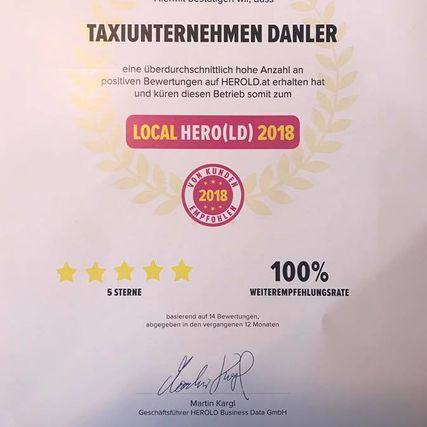 Hiermit bestätigen wir, dass
TAXIUNTERNEHMEN DANLER
eine überdurchschnittlich hohe Anzahl an
positiven Bewertungen auf HEROLD.at erhalten hat
und küren diesen Betrieb somit zum
LOCAL HERO(LD) 2018
VON KUNDEN
2018
EMPFOHLEN
5 STERNE
100%
WEITEREMPFEHLUNGSRATE
basierend auf 14 Bewertungen,
abgegeben in den vergangenen 12 Monaten
Martin Kargl
Geschäftsführer HEROLD Business Data GmbH